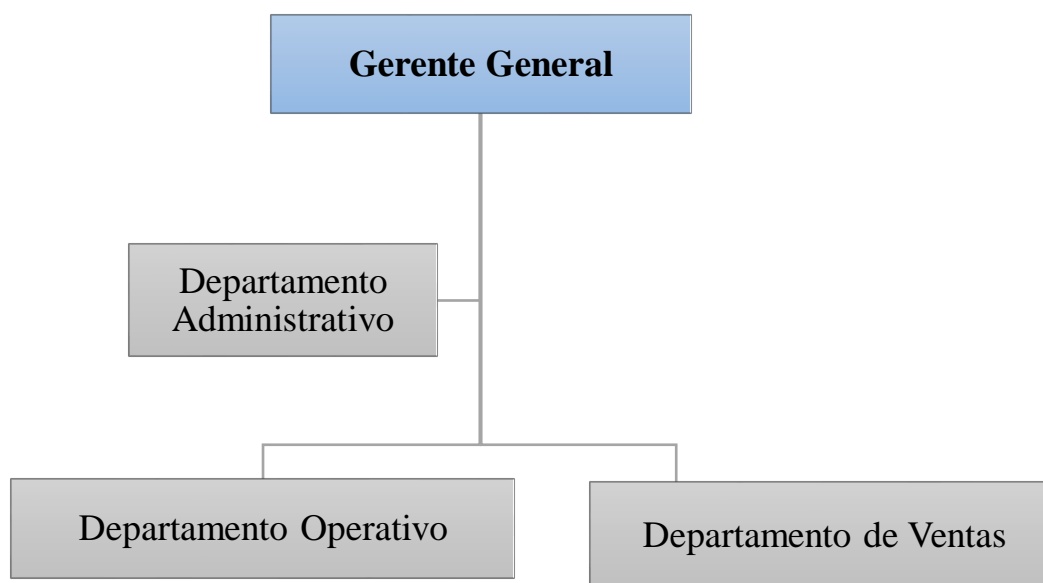 Gerente General
Departamento
Administrativo
Departamento Operativo
Departamento de Ventas